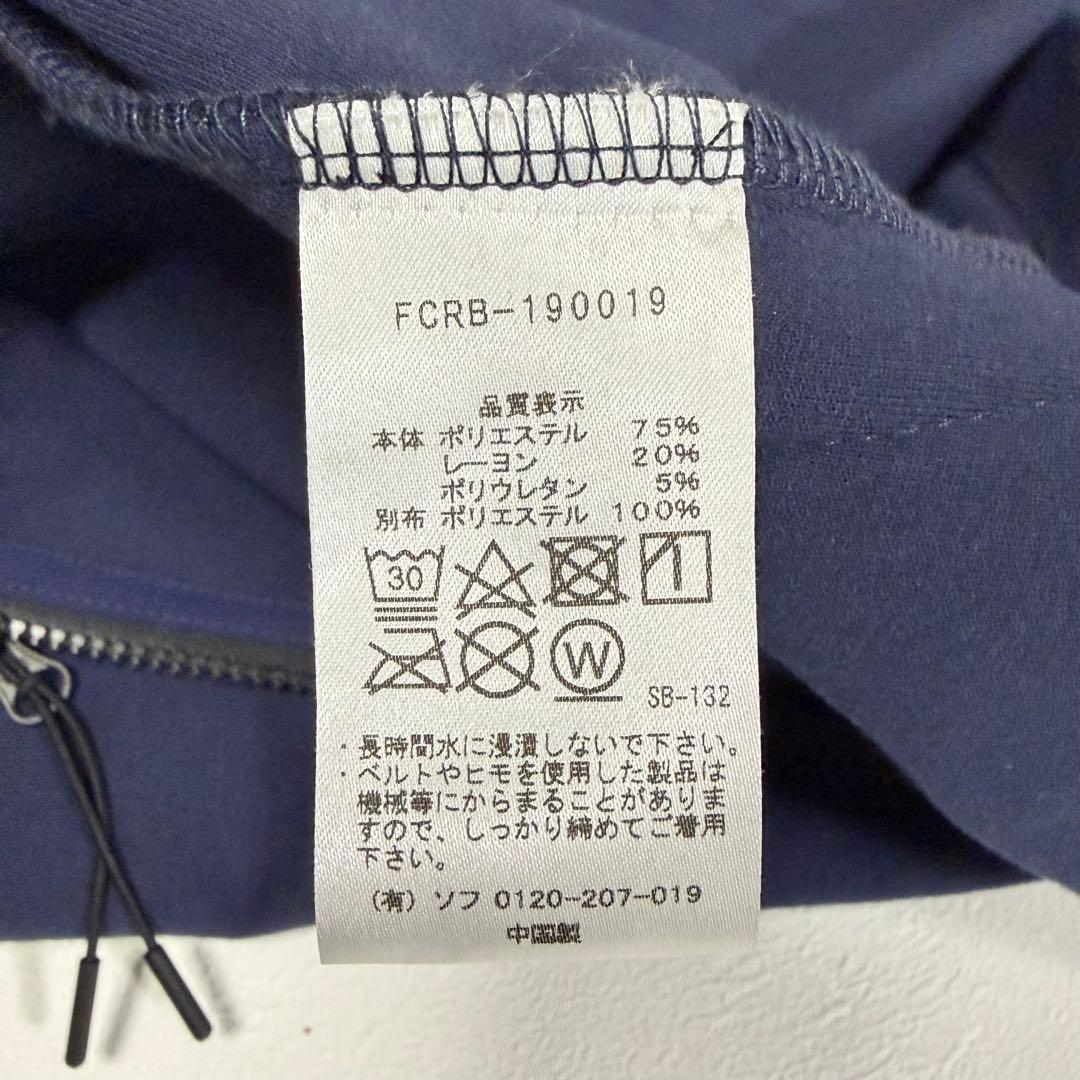 FCRB-190019
品質表示
本体 ポリエステル 75%
レーヨン 20%
ポリウレタン 5%
別布 ポリエステル 100%
30
W
SB-132
・長時間水に浸漬しないで下さい。
・ベルトやヒモを使用した製品は
機械等にからまることがありま
すので、しっかり締めてご着用
下さい。
(有) ソフ 0120-207-019
中国製